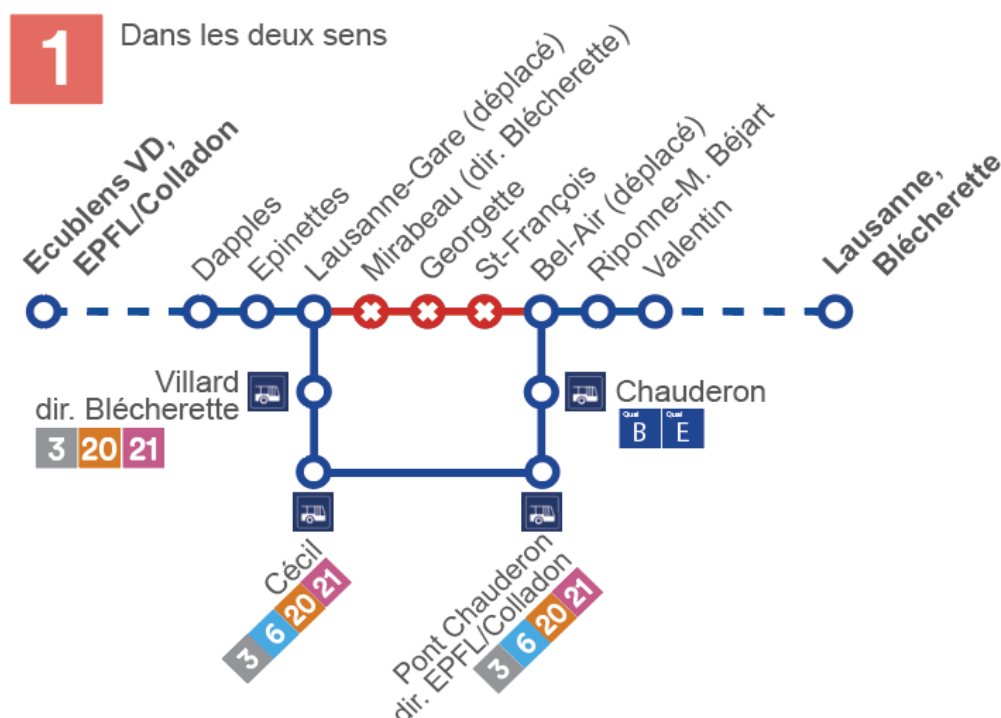 1
Dans les deux sens
Ecublens VD,
EPFL/Colladon
Dapples
Epinettes
Lausanne-Gare (déplacé)
Mirabeau (dir. Blécherette)
Georgette
St-François
Bel-Air (déplacé)
Riponne-M. Béjart
Valentin
Lausanne,
Blécherette
Villard
dir. Blécherette
3 20 21
Chauderon
Quai Quai
B E
Cécil
3 6 20 21
Pont Chauderon
dir. EPFL/Colladon
3 6 20 21